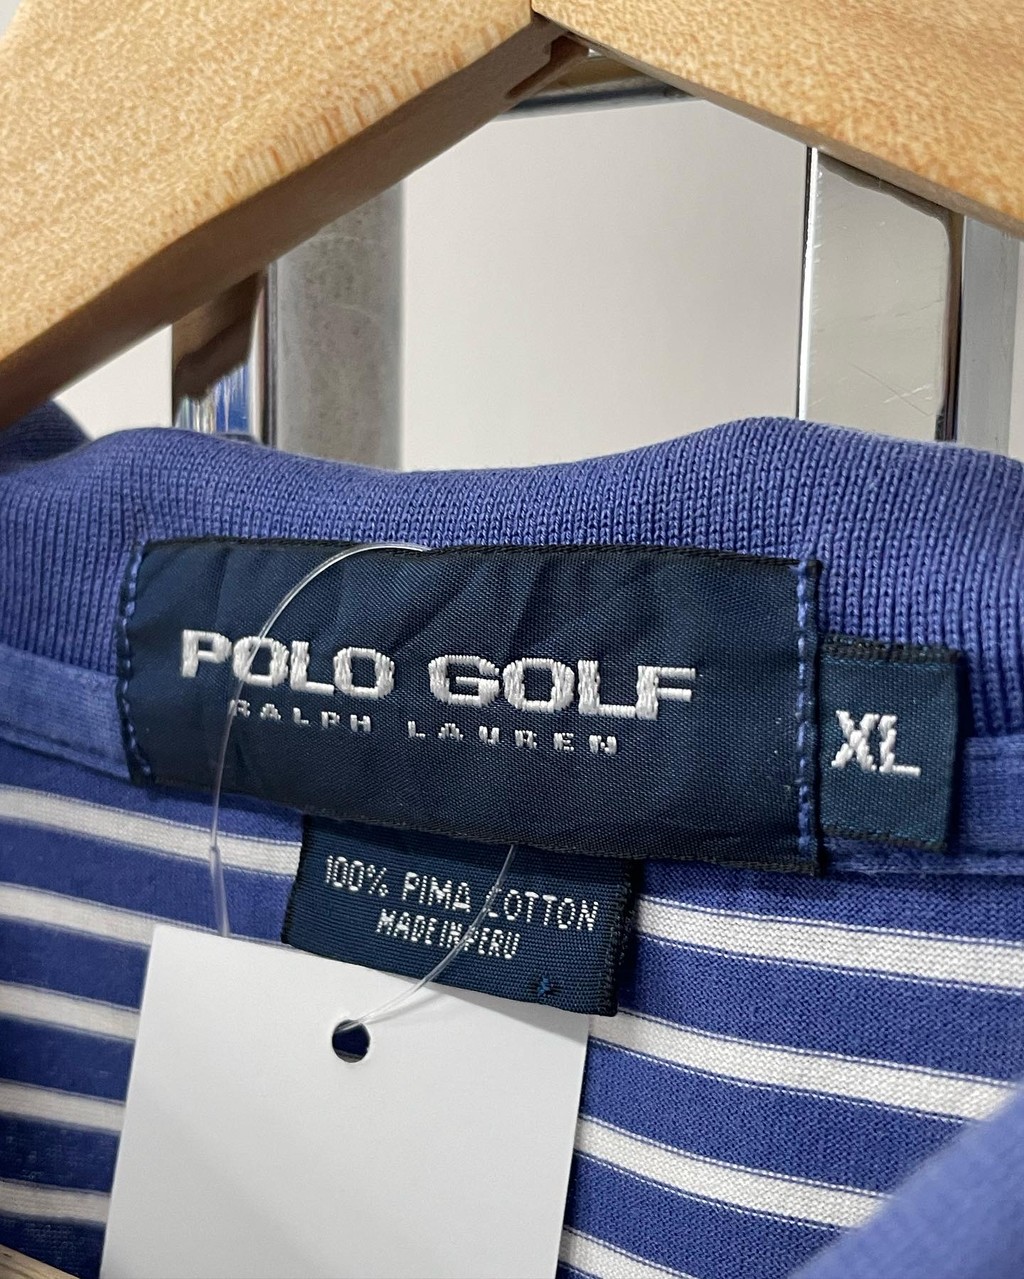 POLO GOLF
RALPH LAUREN
XL
100% PIMA COTTON
MADE IN PERU